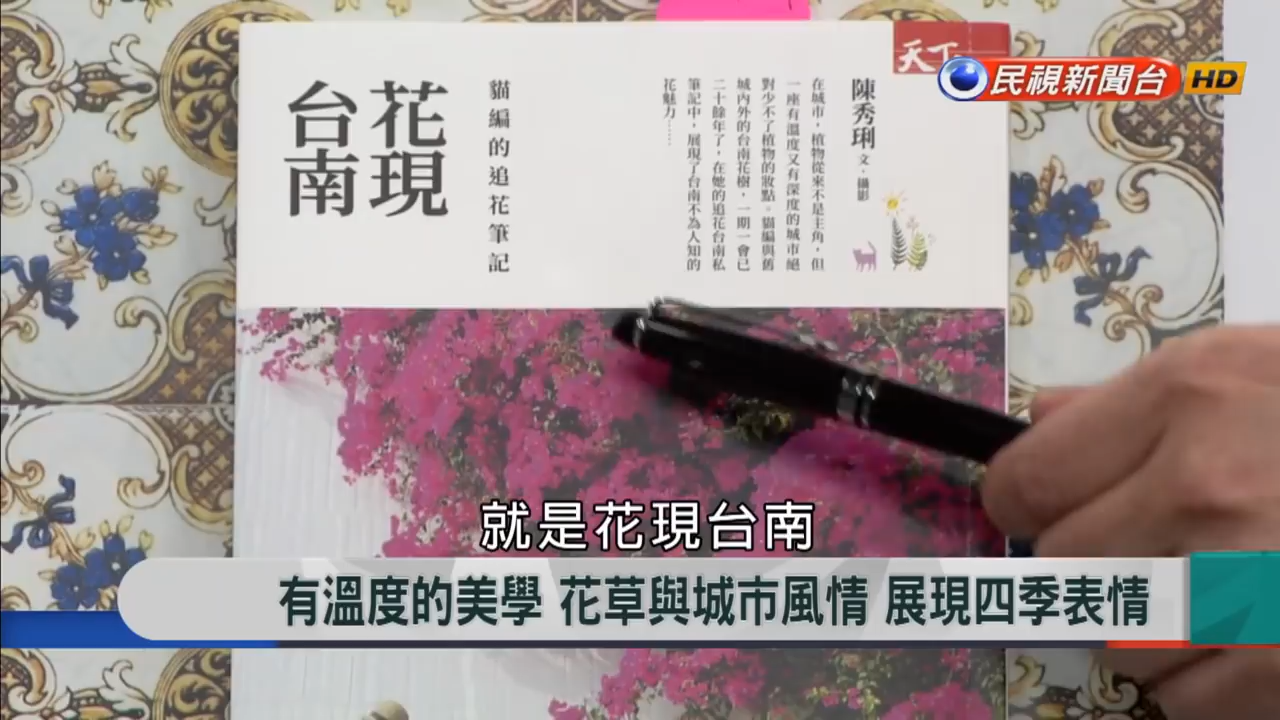 天下
民視新聞台 HD
花現
台南
貓編的追花筆記
陳秀琍 文・攝影
在城市，植物從來不是主角，但
一座有溫度又有深度的城市絕
對少不了植物的妝點。貓編與舊
城內外的台南花樹，一期一會已
二十餘年了，在她的追花台南私
筆記中，展現了台南不為人知的
花魅力……
就是花現台南
有溫度的美學 花草與城市風情 展現四季表情